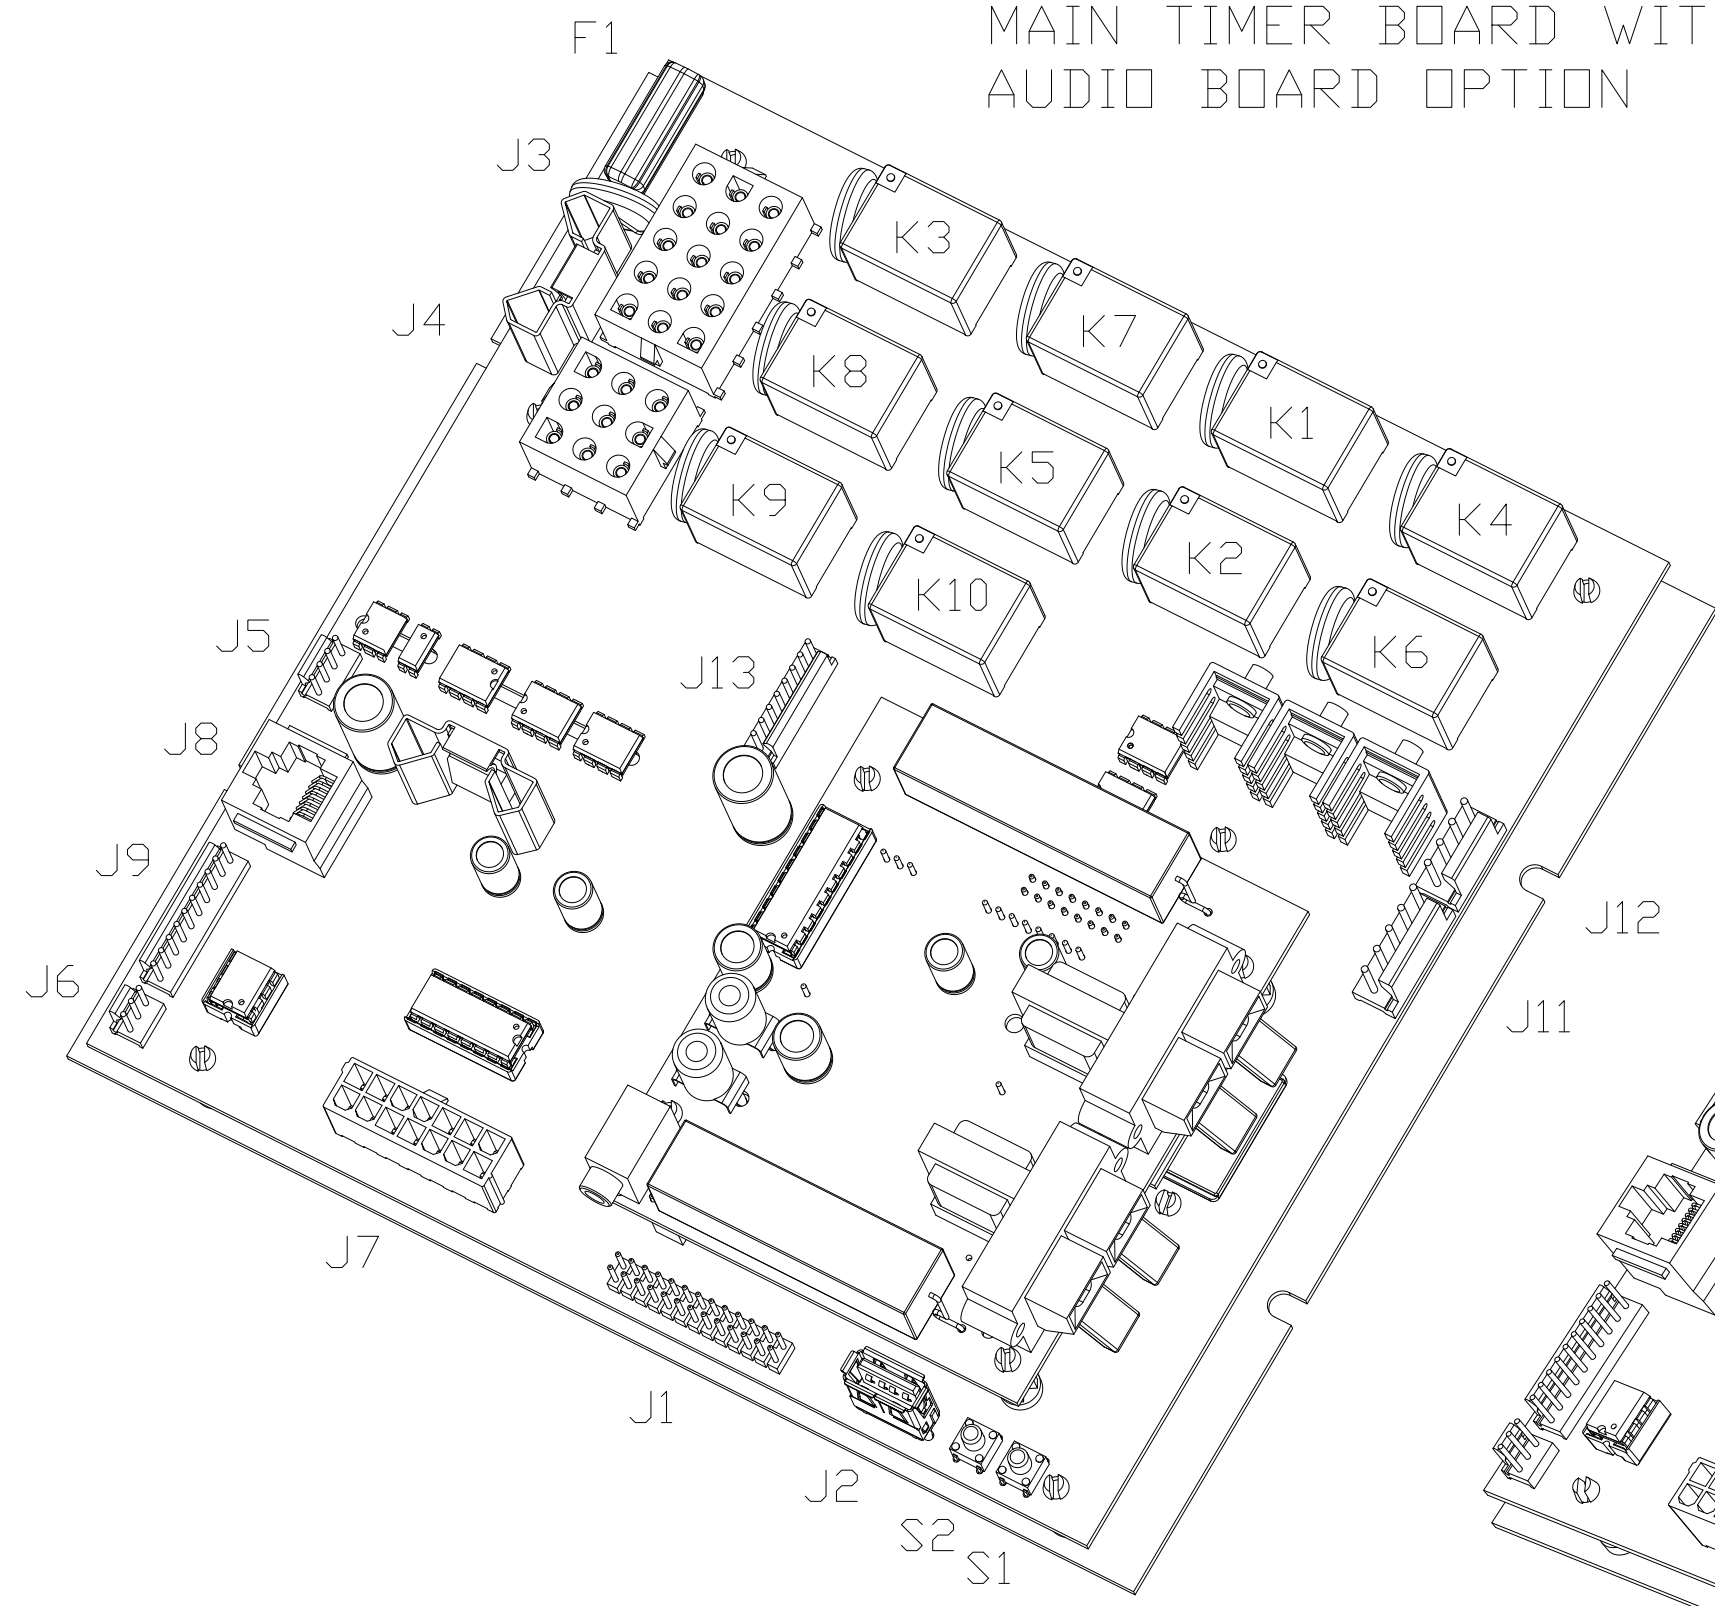 MAIN TIMER BOARD WIT
AUDIO BOARD OPTION
F1
J3
K3
J4
K7
K8
K1
K5
K9
K4
K2
K10
J5
K6
J13
J8
J9
J12
J6
J11
J7
J1
J2
S2
S1